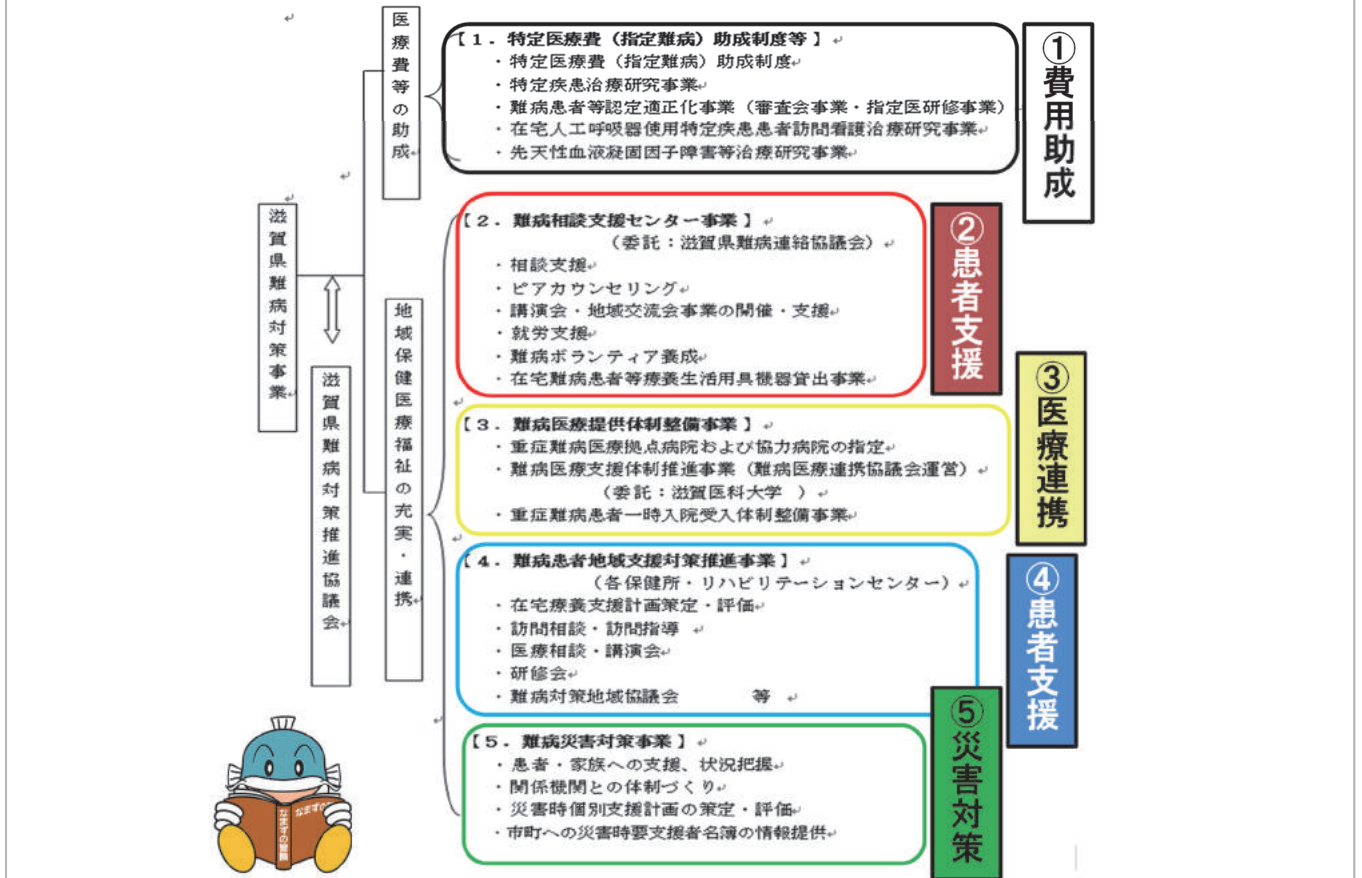 滋賀県難病対策事業
滋賀県難病対策推進協議会
医療費等の助成
【1．特定医療費（指定難病）助成制度等】
・特定医療費（指定難病）助成制度
・特定疾患治療研究事業
・難病患者等認定適正化事業（審査会事業・指定医研修事業）
・在宅人工呼吸器使用特定疾患患者訪問看護治療研究事業
・先天性血液凝固因子障害等治療研究事業
①費用助成
地域保健医療福祉の充実・連携
【2．難病相談支援センター事業】
（委託：滋賀県難病連絡協議会）
・相談支援
・ピアカウンセリング
・講演会・地域交流会事業の開催・支援
・就労支援
・難病ボランティア養成
・在宅難病患者等療養生活用具機器貸出事業
②患者支援
【3．難病医療提供体制整備事業】
・重症難病医療拠点病院および協力病院の指定
・難病医療支援体制推進事業（難病医療連携協議会運営）
（委託：滋賀医科大学　）
・重症難病患者一時入院受入体制整備事業
③医療連携
【4．難病患者地域支援対策推進事業】
（各保健所・リハビリテーションセンター）
・在宅療養支援計画策定・評価
・訪問相談・訪問指導
・医療相談・講演会
・研修会
・難病対策地域協議会　　　等
④患者支援
【5．難病災害対策事業】
・患者・家族への支援、状況把握
・関係機関との体制づくり
・災害時個別支援計画の策定・評価
・市町への災害時要支援者名簿の情報提供
⑤災害対策
なまずの冒険